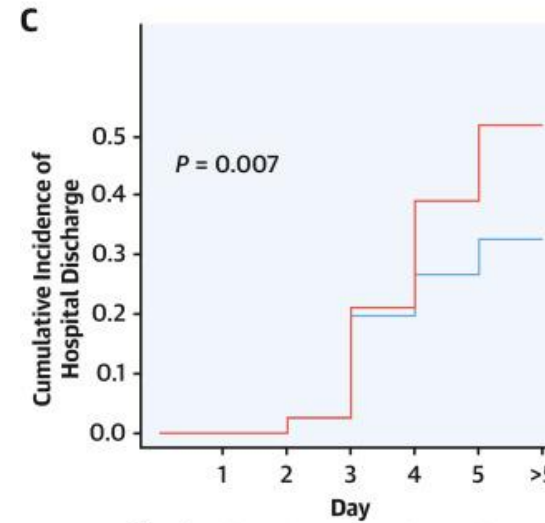 C
Cumulative Incidence of
Hospital Discharge
0.5
0.4
0.3
0.2
0.1
0.0
P = 0.007
1 2 3 4 5
Day